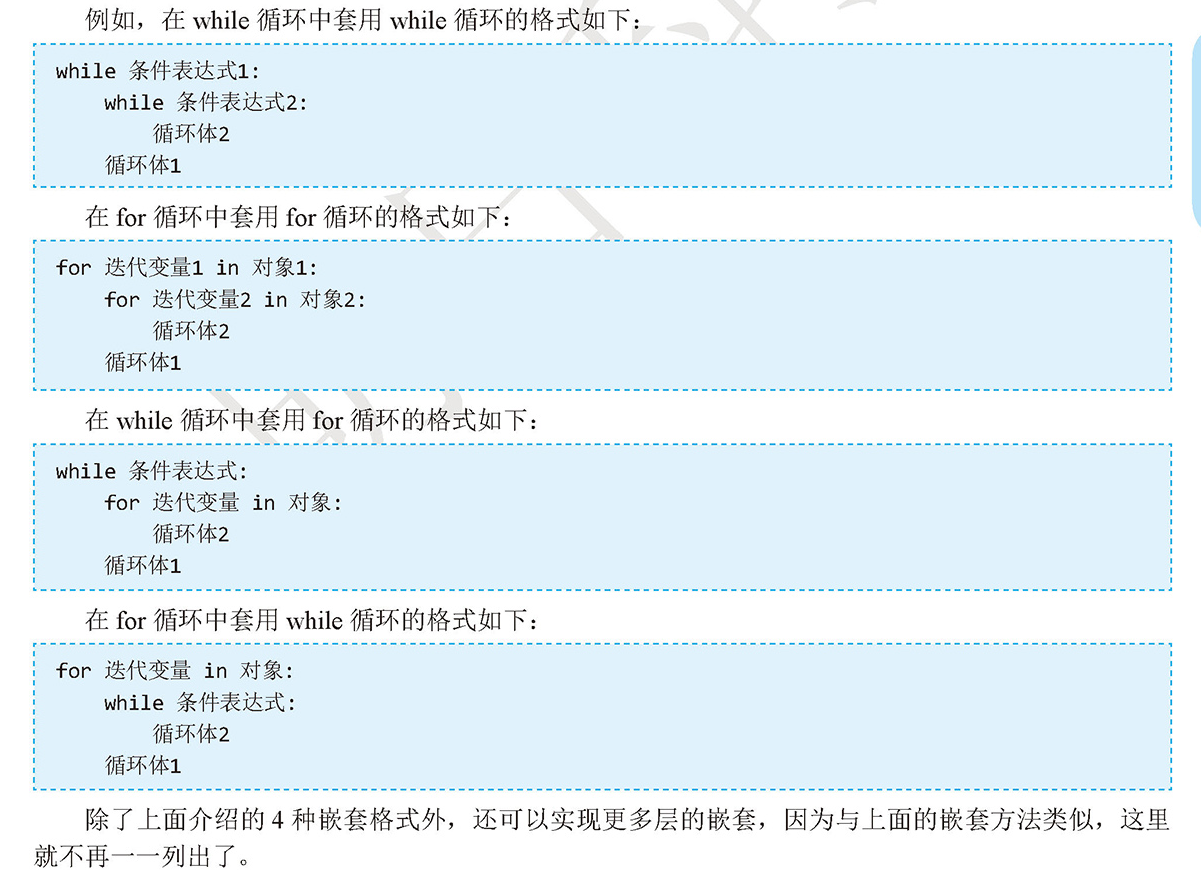 例如，在 while 循环中套用 while 循环的格式如下：
while 条件表达式1:
    while 条件表达式2:
        循环体2
    循环体1
在 for 循环中套用 for 循环的格式如下：
for 迭代变量1 in 对象1:
    for 迭代变量2 in 对象2:
        循环体2
    循环体1
在 while 循环中套用 for 循环的格式如下：
while 条件表达式:
    for 迭代变量 in 对象:
        循环体2
    循环体1
在 for 循环中套用 while 循环的格式如下：
for 迭代变量 in 对象:
    while 条件表达式:
        循环体2
    循环体1
除了上面介绍的 4 种嵌套格式外，还可以实现更多层的嵌套，因为与上面的嵌套方法类似，这里
就不再一一列出了。